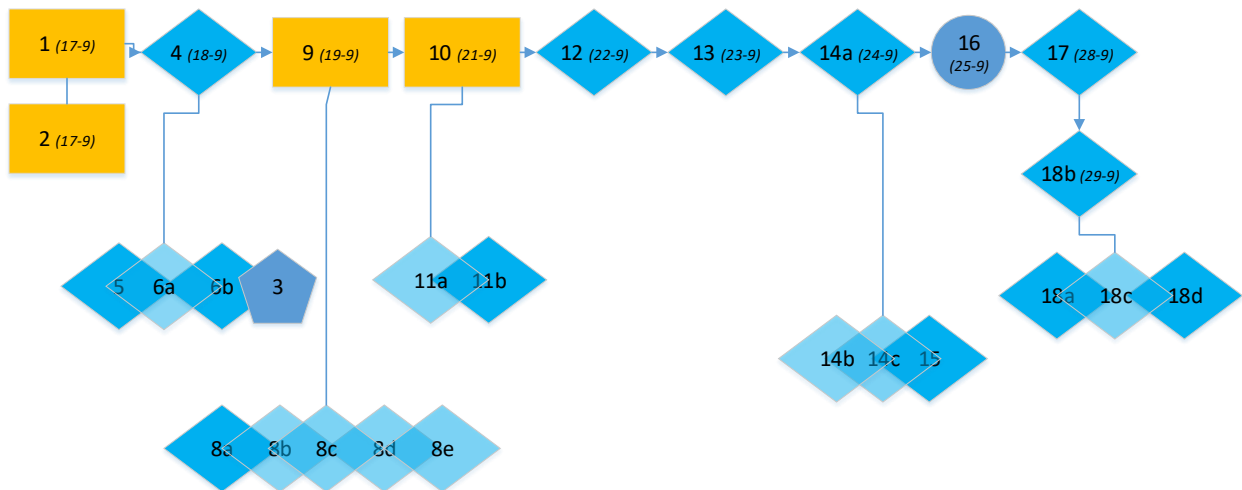 1 (17-9)
4 (18-9)
9 (19-9)
10 (21-9)
12 (22-9)
13 (23-9)
14a (24-9)
16
(25-9)
17 (28-9)
2 (17-9)
18b (29-9)
5
6a
6b
3
11a
11b
18a
18c
18d
14b
14c
15
8a
8b
8c
8d
8e